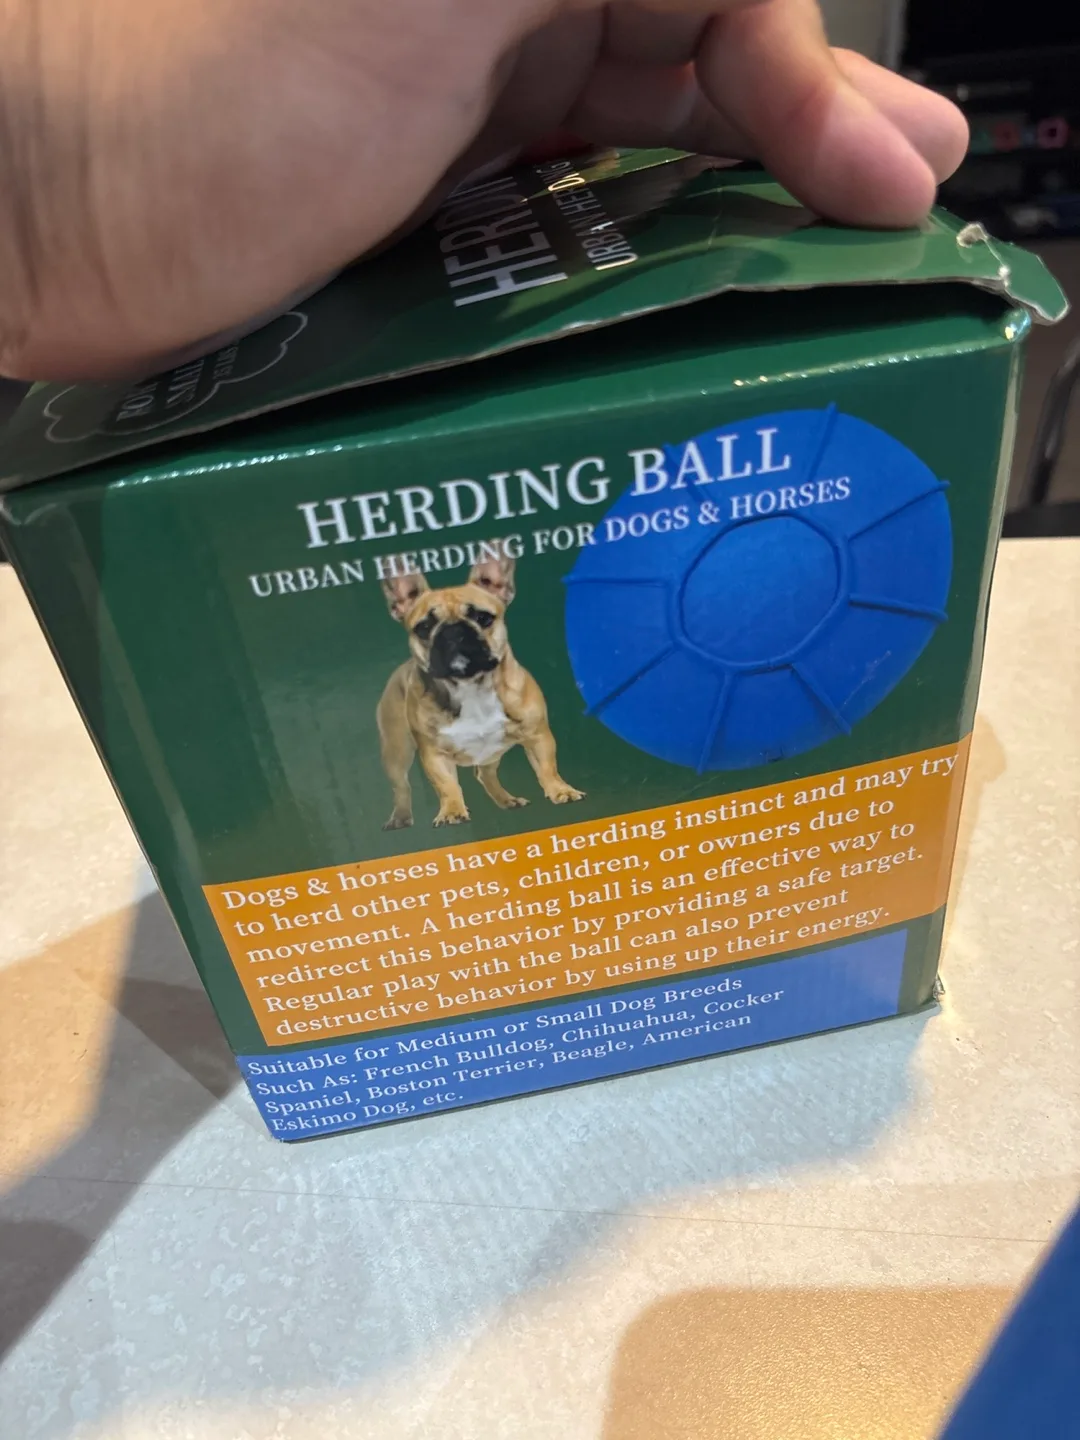 HERDIN
URBAN HERDING
SMALL
HERDING BALL
URBAN HERDING FOR DOGS & HORSES
Dogs & horses have a herding instinct and may try
to herd other pets, children, or owners due to
movement. A herding ball is an effective way to
redirect this behavior by providing a safe target.
Regular play with the ball can also prevent
destructive behavior by using up their energy.
Suitable for Medium or Small Dog Breeds
Such As: French Bulldog, Chihuahua, Cocker
Spaniel, Boston Terrier, Beagle, American
Eskimo Dog, etc.